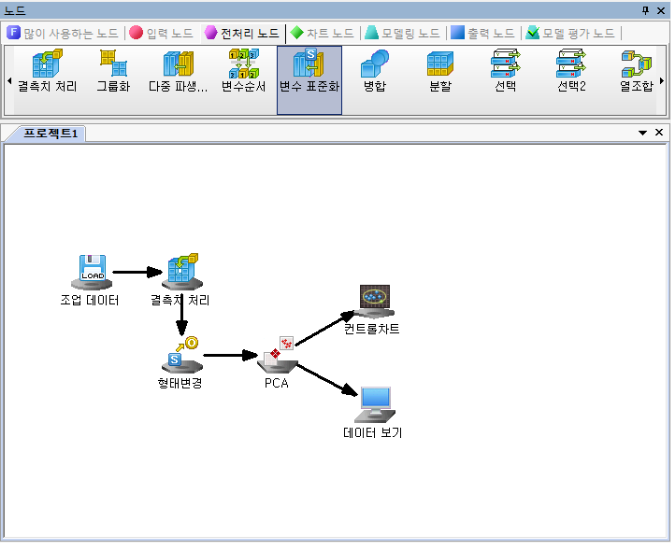 노드
F 많이 사용하는 노드 입력 노드 전처리 노드 차트 노드 모델링 노드 출력 노드 모델 평가 노드
결측치 처리 그룹화 다중 파생... 변수순서 변수 표준화 병합 분할 선택 선택2 열조합
프로젝트1
LOAD
조업 데이터 결측치 처리
컨트롤차트
S O
형태변경 PCA
데이터 보기